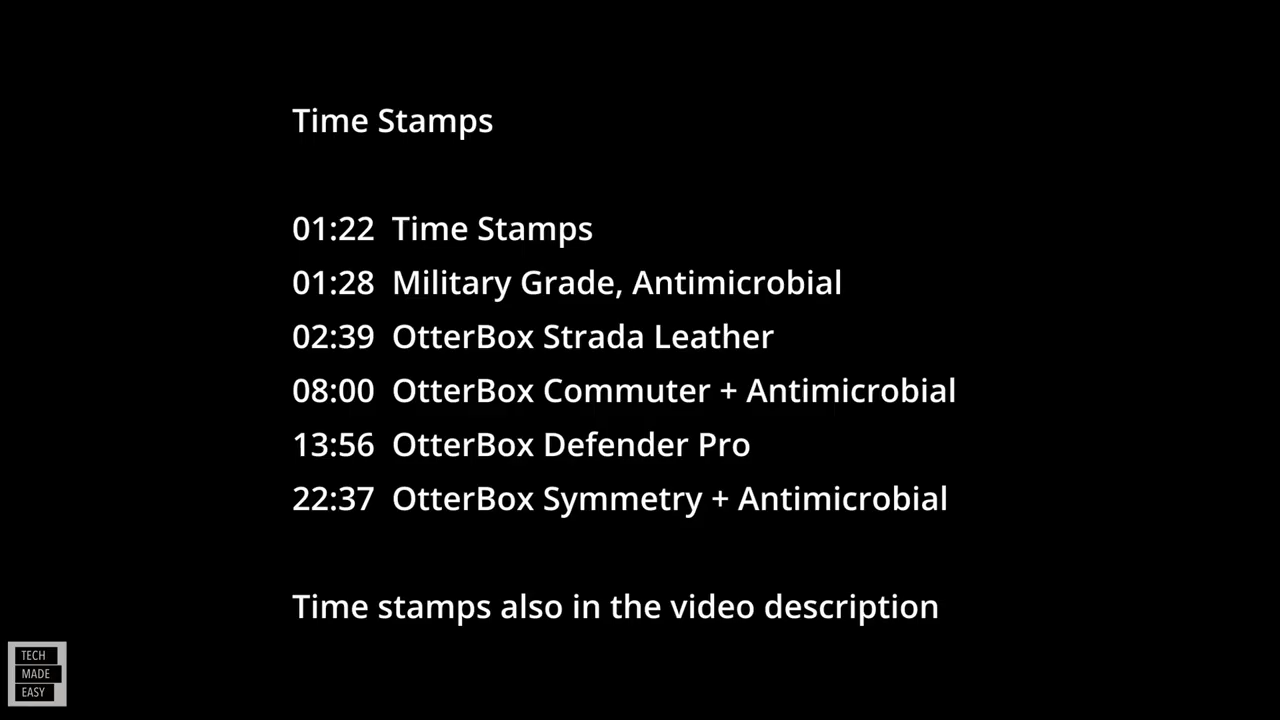 Time Stamps
01:22 Time Stamps
01:28 Military Grade, Antimicrobial
02:39 OtterBox Strada Leather
08:00 OtterBox Commuter + Antimicrobial
13:56 OtterBox Defender Pro
22:37 OtterBox Symmetry + Antimicrobial
Time stamps also in the video description
TECH
MADE
EASY